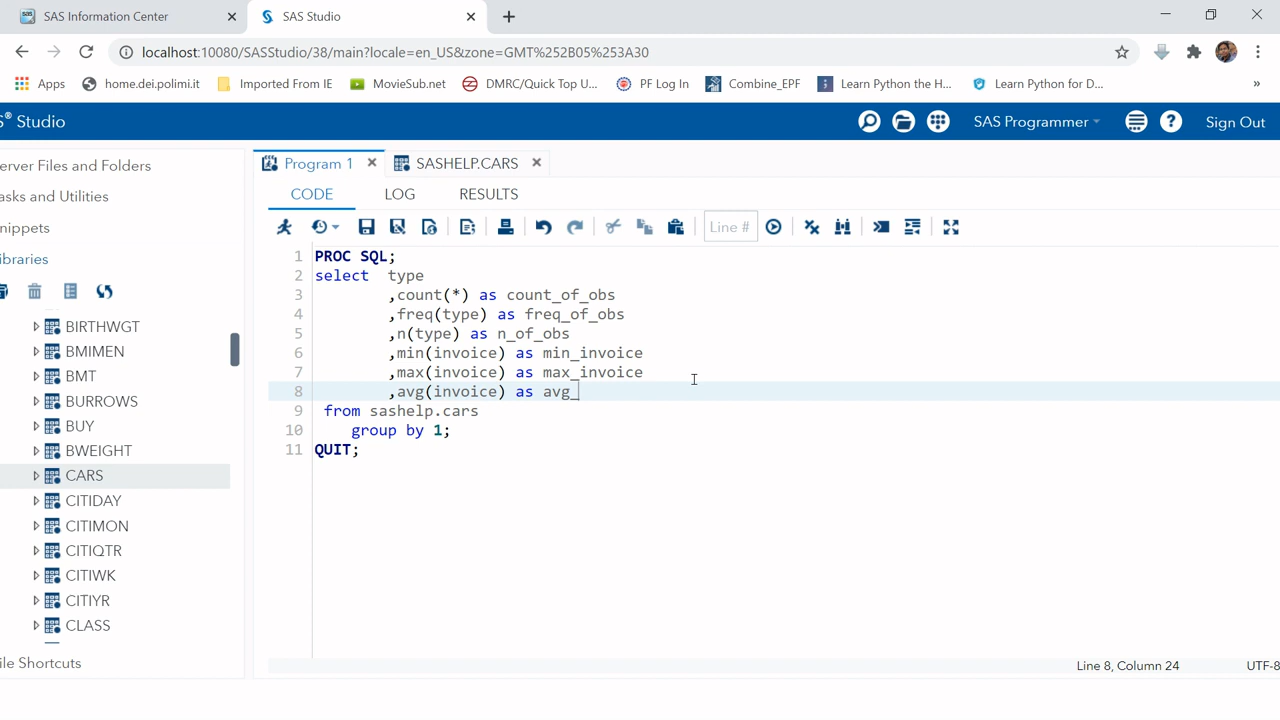 SAS Information Center
SAS Studio
localhost:10080/SASStudio/38/main?locale=en_US&zone=GMT%252B05%253A30
Apps home.dei.polimi.it Imported From IE MovieSub.net DMRC/Quick Top U... PF Log In Combine_EPF Learn Python the H... Learn Python for D... »
S® Studio SAS Programmer Sign Out
erver Files and Folders
asks and Utilities
nippets
ibraries
BIRTHWGT
BMIMEN
BMT
BURROWS
BUY
BWEIGHT
CARS
CITIDAY
CITIMON
CITIQTR
CITIWK
CITIYR
CLASS
ile Shortcuts
Program 1 SASHELP.CARS
CODE LOG RESULTS
Line #
1 PROC SQL;
2 select type
3 ,count(*) as count_of_obs
4 ,freq(type) as freq_of_obs
5 ,n(type) as n_of_obs
6 ,min(invoice) as min_invoice
7 ,max(invoice) as max_invoice
8 ,avg(invoice) as avg_
9 from sashelp.cars
10 group by 1;
11 QUIT;
Line 8, Column 24 UTF-8